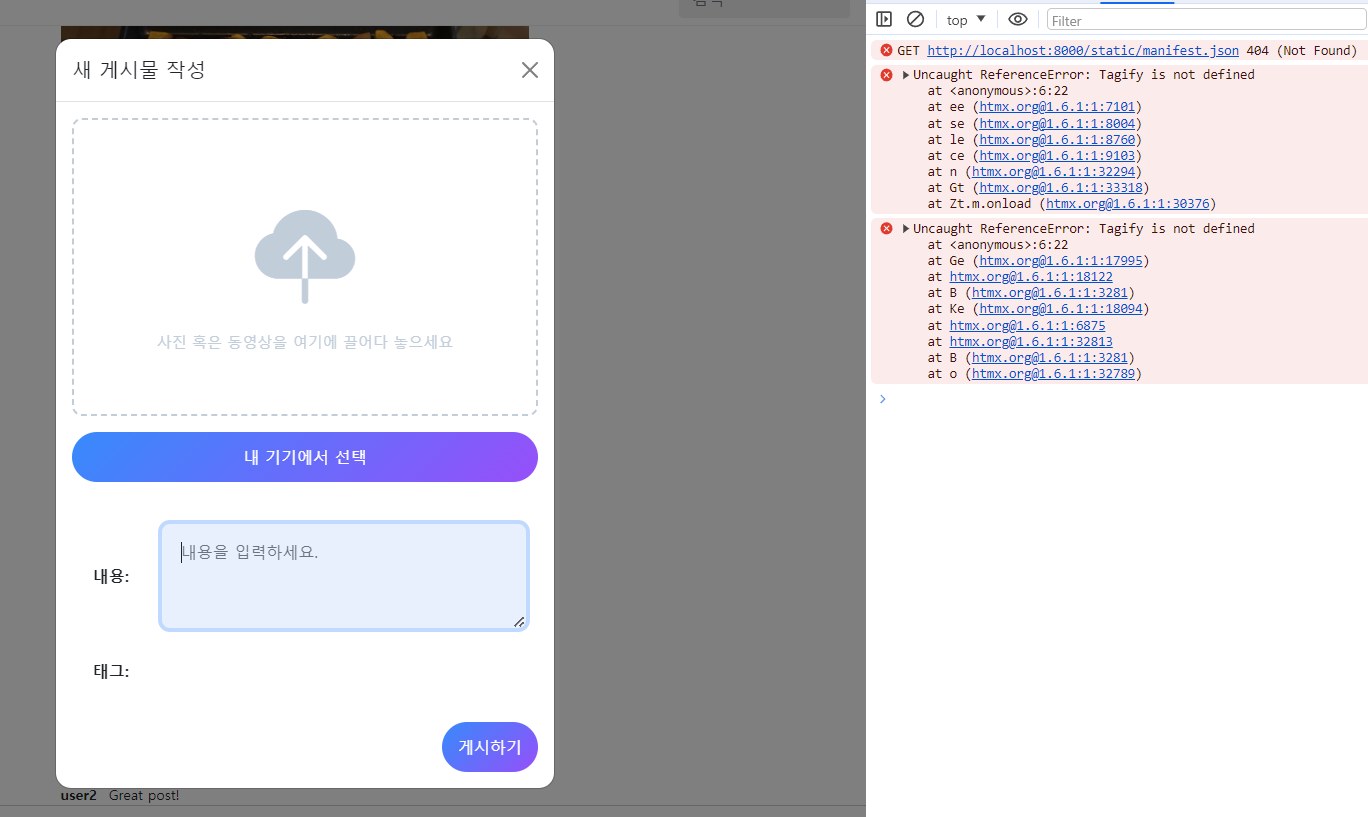 새 게시물 작성
사진 혹은 동영상을 여기에 끌어다 놓으세요
내 기기에서 선택
내용을 입력하세요.
내용:
태그:
게시하기
user2 Great post!
top
Filter
GET http://localhost:8000/static/manifest.json 404 (Not Found)
Uncaught ReferenceError: Tagify is not defined
at <anonymous>:6:22
at ee (htmx.org@1.6.1:1:7101)
at se (htmx.org@1.6.1:1:8004)
at le (htmx.org@1.6.1:1:8760)
at ce (htmx.org@1.6.1:1:9103)
at n (htmx.org@1.6.1:1:32294)
at Gt (htmx.org@1.6.1:1:33318)
at Zt.m.onload (htmx.org@1.6.1:1:30376)
Uncaught ReferenceError: Tagify is not defined
at <anonymous>:6:22
at Ge (htmx.org@1.6.1:1:17995)
at htmx.org@1.6.1:1:18122
at B (htmx.org@1.6.1:1:3281)
at Ke (htmx.org@1.6.1:1:18094)
at htmx.org@1.6.1:1:6875
at htmx.org@1.6.1:1:32813
at B (htmx.org@1.6.1:1:3281)
at o (htmx.org@1.6.1:1:32789)